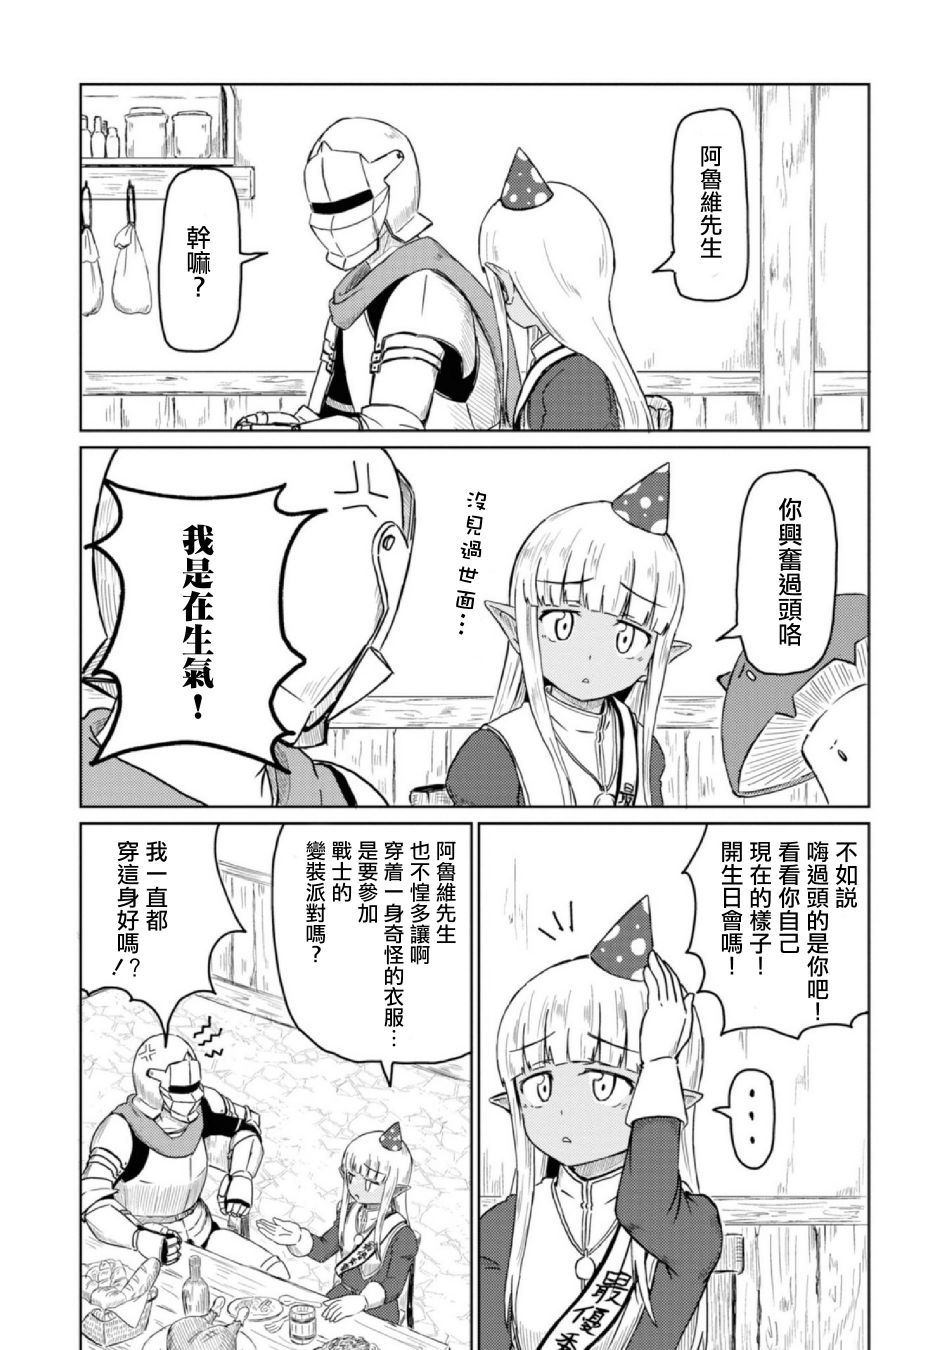 阿魯維先生
幹嘛？
你興奮過頭咯
沒見過世面…
我是在生氣！
不如説
嗨過頭的是你吧！
看看你自己
現在的樣子！
開生日會嗎！
…
最優秀
阿魯維先生
也不惶多讓啊
穿着一身奇怪的衣服…
是要參加
戰士的
變裝派對嗎？
我一直都
穿這身好嗎！？